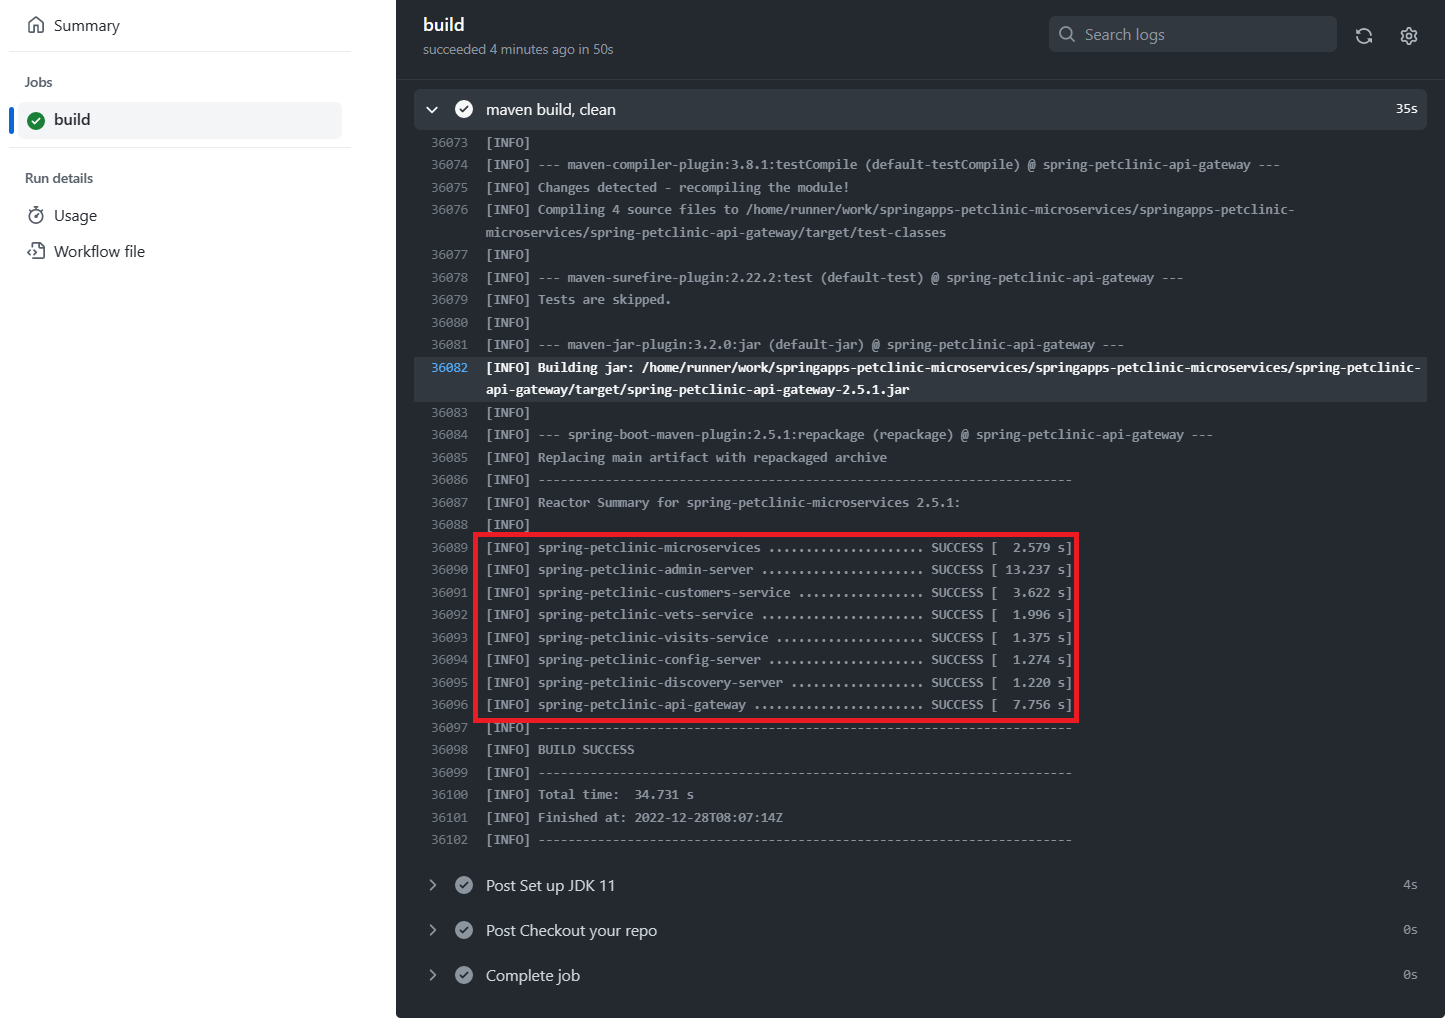 Summary
Jobs
build
Run details
Usage
Workflow file
build
succeeded 4 minutes ago in 50s
Search logs
maven build, clean 35s
36073 [INFO]
36074 [INFO] --- maven-compiler-plugin:3.8.1:testCompile (default-testCompile) @ spring-petclinic-api-gateway ---
36075 [INFO] Changes detected - recompiling the module!
36076 [INFO] Compiling 4 source files to /home/runner/work/springapps-petclinic-microservices/springapps-petclinic-
microservices/spring-petclinic-api-gateway/target/test-classes
36077 [INFO]
36078 [INFO] --- maven-surefire-plugin:2.22.2:test (default-test) @ spring-petclinic-api-gateway ---
36079 [INFO] Tests are skipped.
36080 [INFO]
36081 [INFO] --- maven-jar-plugin:3.2.0:jar (default-jar) @ spring-petclinic-api-gateway ---
36082 [INFO] Building jar: /home/runner/work/springapps-petclinic-microservices/springapps-petclinic-microservices/spring-petclinic-
api-gateway/target/spring-petclinic-api-gateway-2.5.1.jar
36083 [INFO]
36084 [INFO] --- spring-boot-maven-plugin:2.5.1:repackage (repackage) @ spring-petclinic-api-gateway ---
36085 [INFO] Replacing main artifact with repackaged archive
36086 [INFO] ------------------------------------------------------------------------
36087 [INFO] Reactor Summary for spring-petclinic-microservices 2.5.1:
36088 [INFO]
36089 [INFO] spring-petclinic-microservices ..................... SUCCESS [  2.579 s]
36090 [INFO] spring-petclinic-admin-server ...................... SUCCESS [ 13.237 s]
36091 [INFO] spring-petclinic-customers-service ................. SUCCESS [  3.622 s]
36092 [INFO] spring-petclinic-vets-service ...................... SUCCESS [  1.996 s]
36093 [INFO] spring-petclinic-visits-service .................... SUCCESS [  1.375 s]
36094 [INFO] spring-petclinic-config-server ..................... SUCCESS [  1.274 s]
36095 [INFO] spring-petclinic-discovery-server .................. SUCCESS [  1.220 s]
36096 [INFO] spring-petclinic-api-gateway ....................... SUCCESS [  7.756 s]
36097 [INFO] ------------------------------------------------------------------------
36098 [INFO] BUILD SUCCESS
36099 [INFO] ------------------------------------------------------------------------
36100 [INFO] Total time:  34.731 s
36101 [INFO] Finished at: 2022-12-28T08:07:14Z
36102 [INFO] ------------------------------------------------------------------------
Post Set up JDK 11 4s
Post Checkout your repo 0s
Complete job 0s